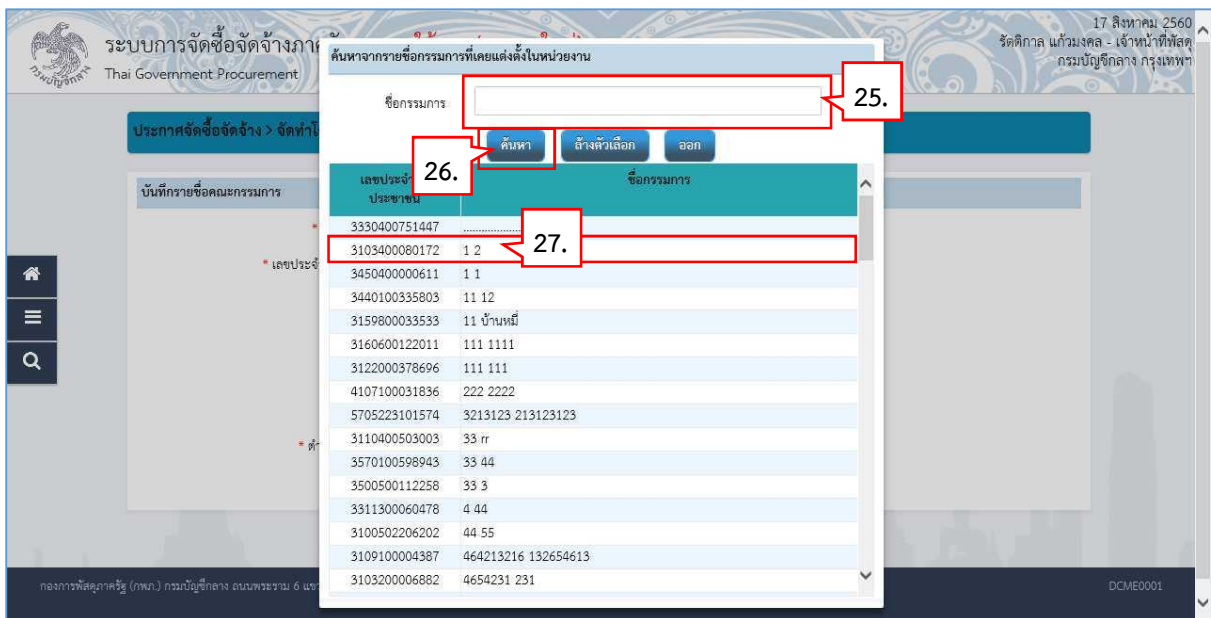 17 สิงหาคม 2560
ระบบการจัดซื้อจัดจ้างภาค
รัตติกาล แก้วมงคล - เจ้าหน้าที่พัสดุ
Thai Government Procurement
กรมบัญชีกลาง กรุงเทพฯ
ค้นหาจากรายชื่อกรรมการที่เคยแต่งตั้งในหน่วยงาน
ชื่อกรรมการ
25.
ประกาศจัดซื้อจัดจ้าง > จัดทำ
ค้นหา ล้างตัวเลือก ออก
26.
บันทึกรายชื่อคณะกรรมการ
เลขประจำ
ประชาชน
ชื่อกรรมการ
3330400751447 ....................
3103400080172 1 2
27.
* เลขประจำ
3450400000611 1 1
3440100335803 11 12
3159800033533 11 บ้านหมี่
3160600122011 111 1111
3122000378696 111 111
4107100031836 222 2222
5705223101574 3213123 213123123
3110400503003 33 rr
* ตำ
3570100598943 33 44
3500500112258 33 3
3311300060478 4 44
3100502206202 44 55
3109100004387 464213216 132654613
3103200006882 4654231 231
กองการพัสดุภาครัฐ (กพภ.) กรมบัญชีกลาง ถนนพระราม 6 แขว
DCME0001